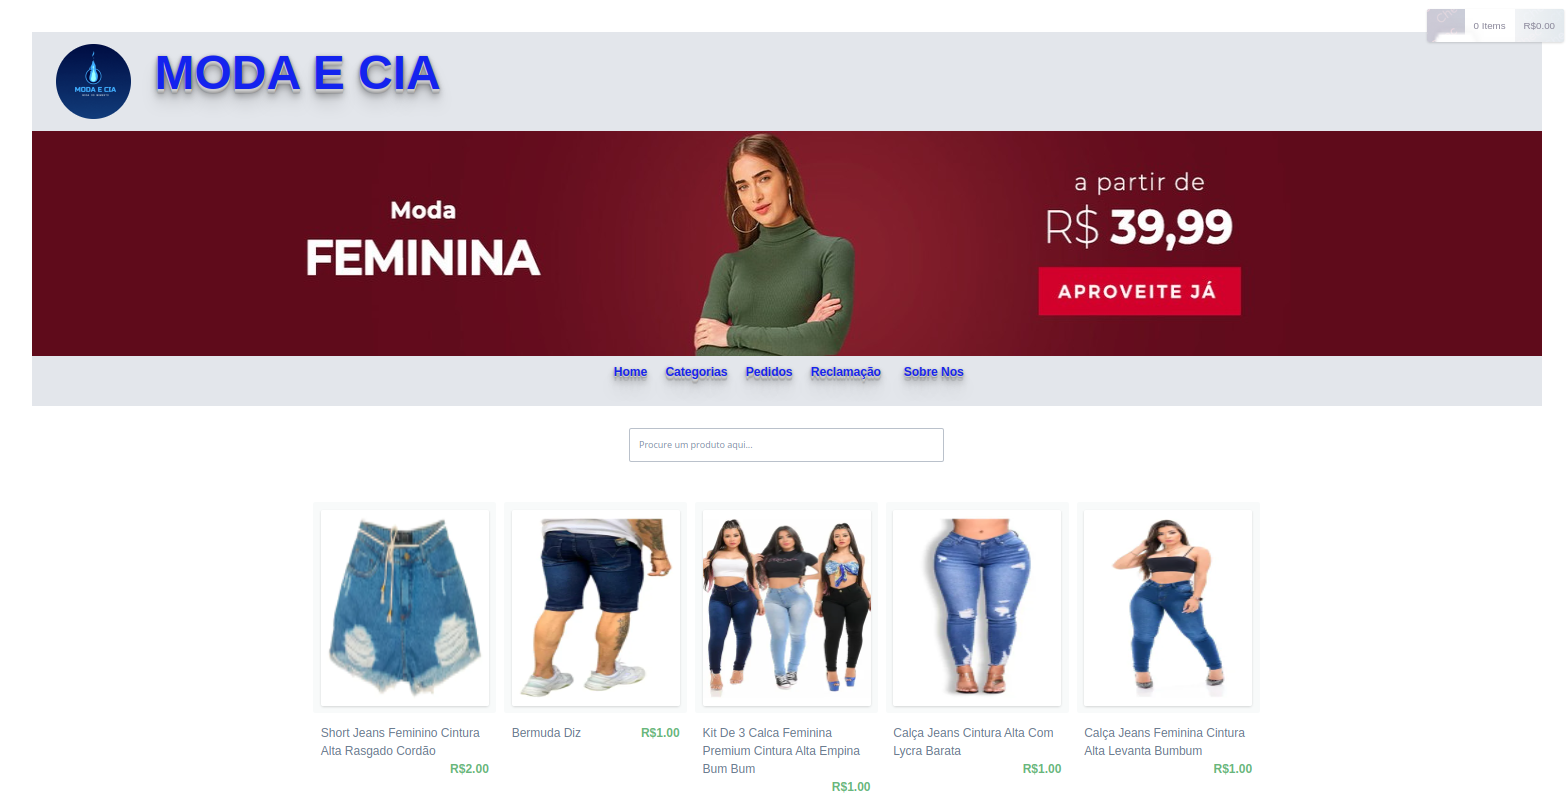 0 Items R$0.00
MODA E CIA
MODA E CIA
Moda
FEMININA
a partir de
R$ 39,99
APROVEITE JÁ
Home Categorias Pedidos Reclamação Sobre Nos
Procure um produto aqui...
Short Jeans Feminino Cintura
Alta Rasgado Cordão
R$2.00
Bermuda Diz R$1.00
Kit De 3 Calca Feminina
Premium Cintura Alta Empina
Bum Bum
R$1.00
Calça Jeans Cintura Alta Com
Lycra Barata
R$1.00
Calça Jeans Feminina Cintura
Alta Levanta Bumbum
R$1.00